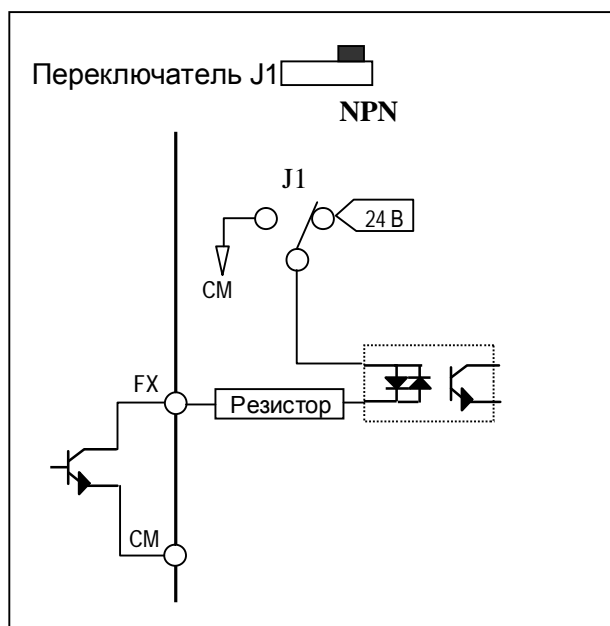 Переключатель J1
NPN
J1
24 В
CM
FX
Резистор
CM